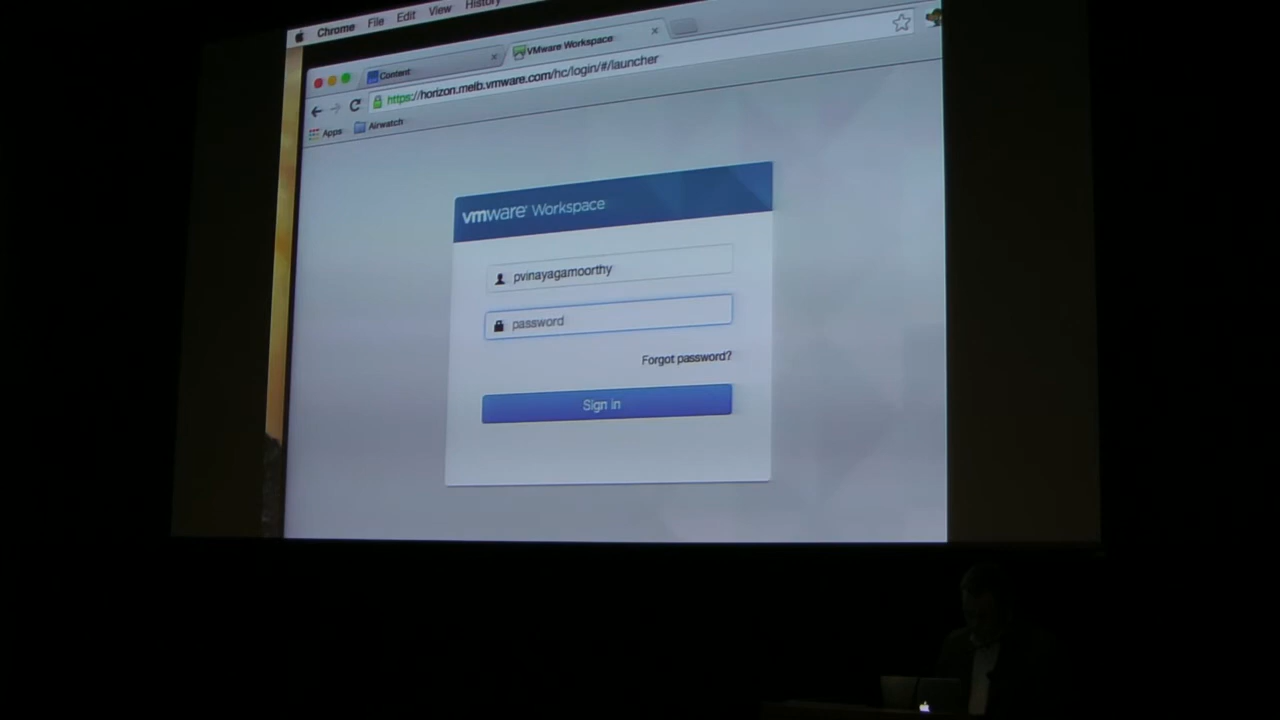 Chrome File Edit View History
Content
VMware Workspace
https://horizon.melb.vmware.com/hc/login/#/launcher
Apps Airwatch
vmware Workspace
pvinayagamoorthy
password
Forgot password?
Sign in